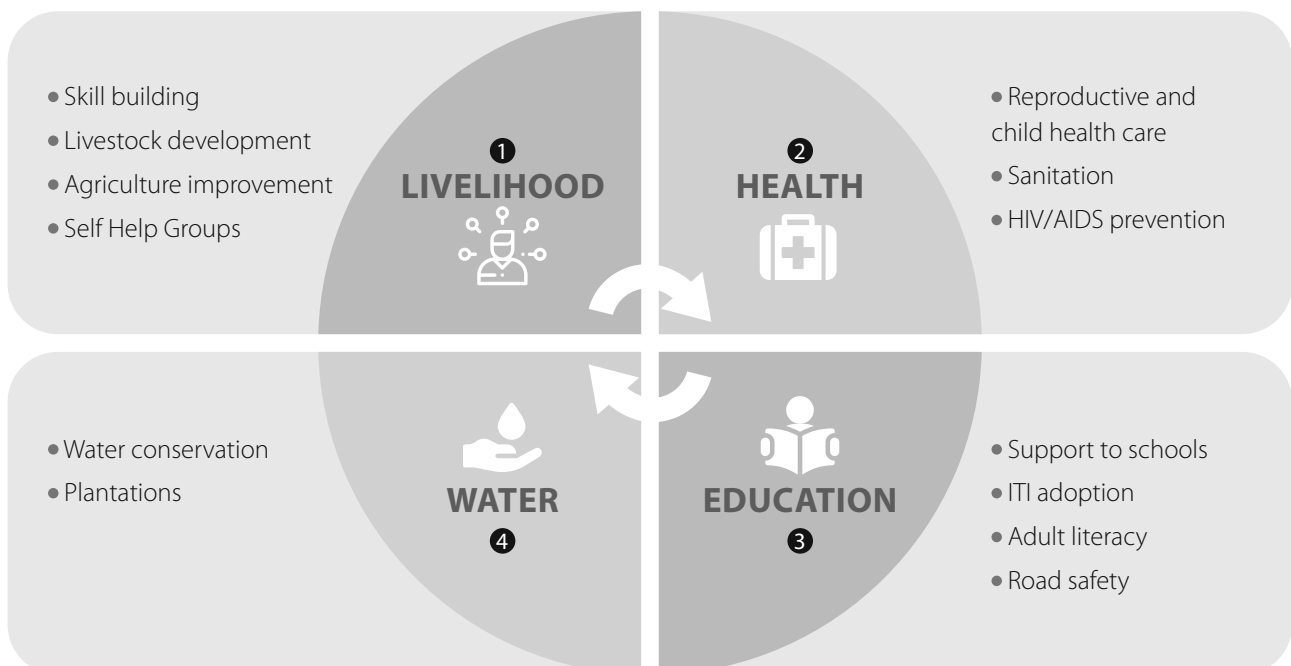 • Skill building
• Livestock development
• Agriculture improvement
• Self Help Groups
1
LIVELIHOOD
2
HEALTH
• Reproductive and
child health care
• Sanitation
• HIV/AIDS prevention
• Water conservation
• Plantations
WATER
4
EDUCATION
3
• Support to schools
• ITI adoption
• Adult literacy
• Road safety